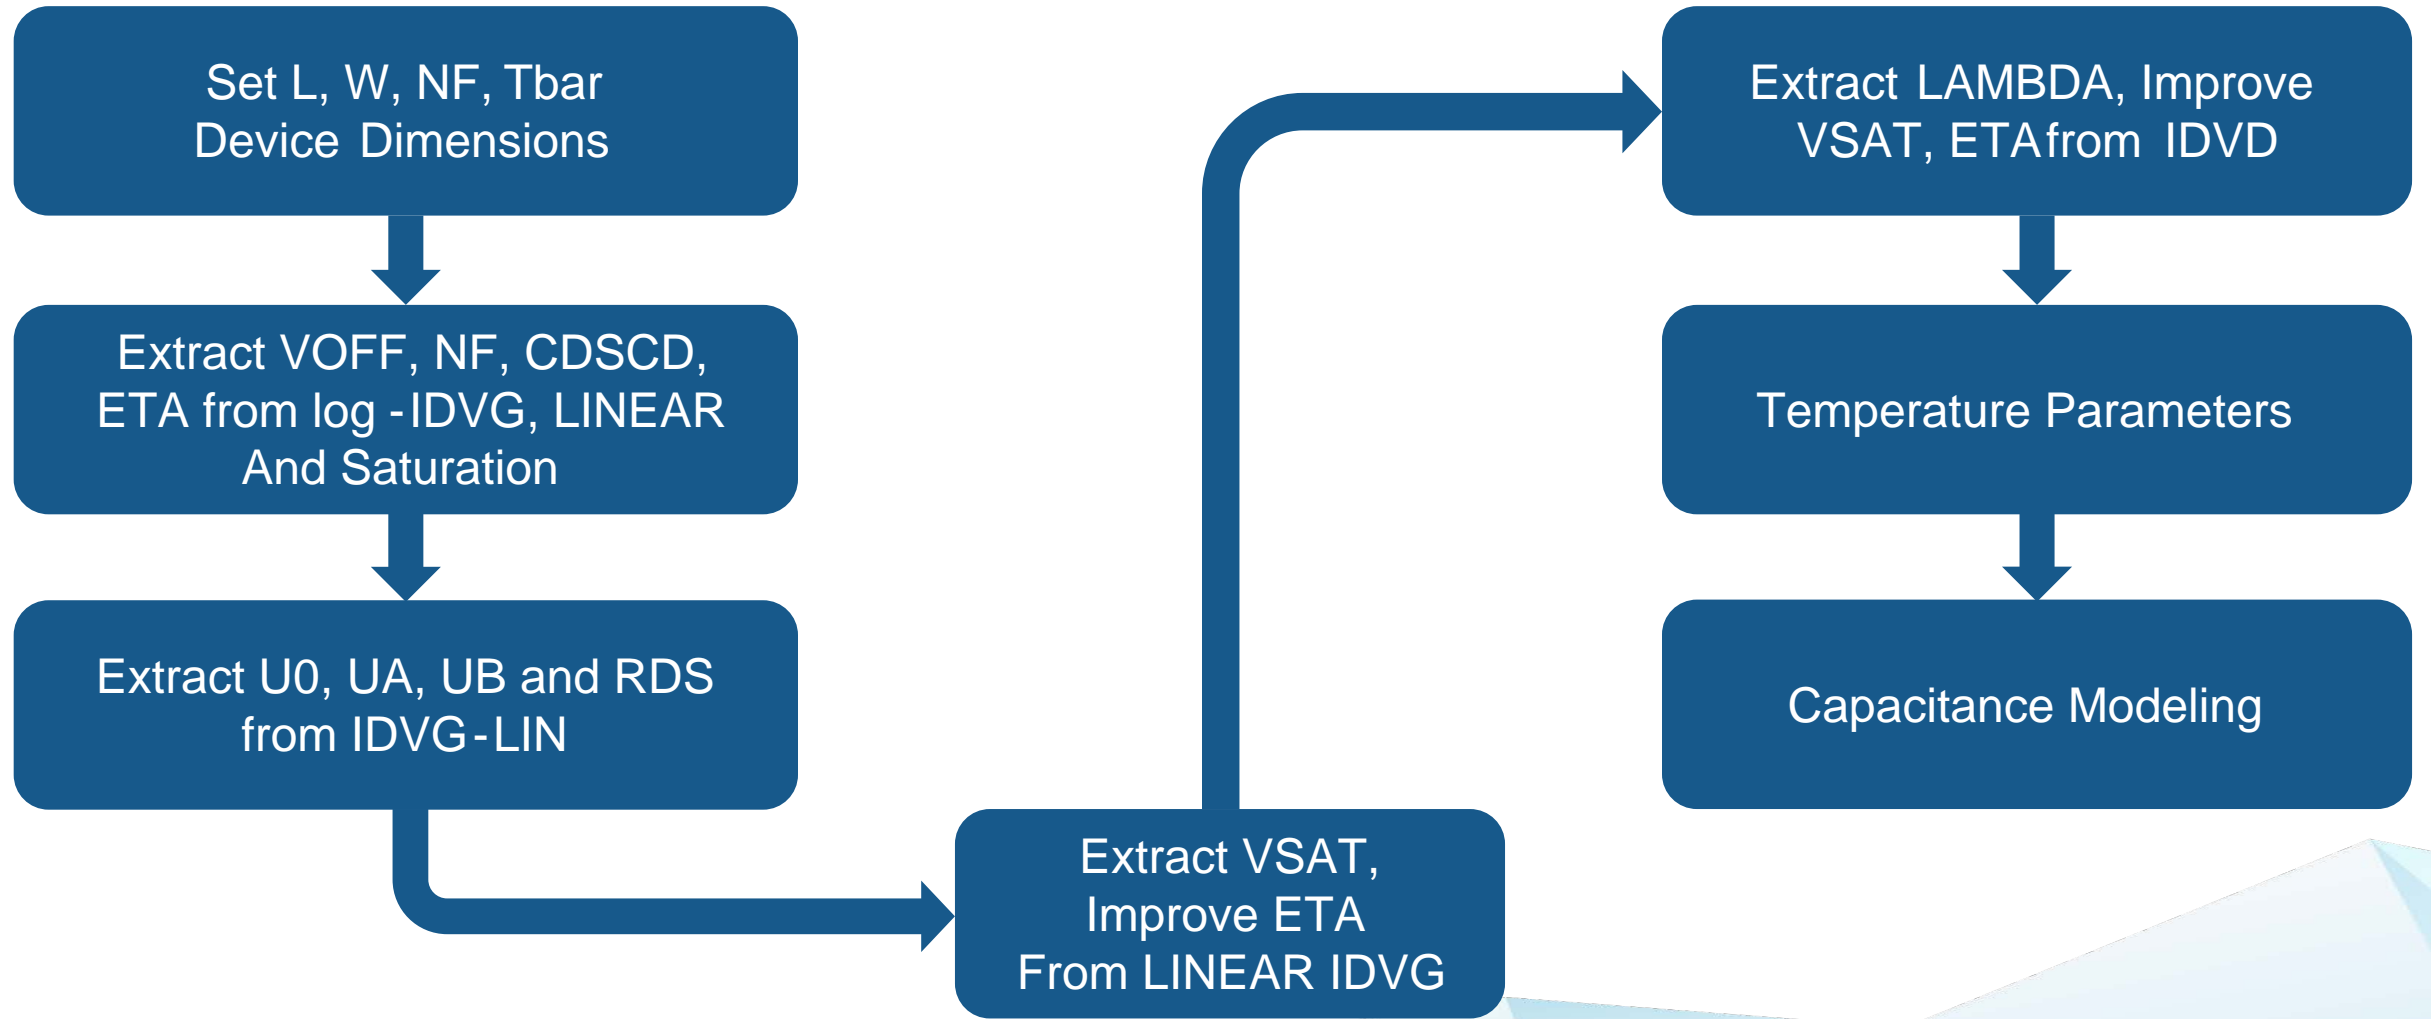 Set L, W, NF, Tbar
Device Dimensions
Extract VOFF, NF, CDSCD,
ETA from log -IDVG, LINEAR
And Saturation
Extract U0, UA, UB and RDS
from IDVG-LIN
Extract VSAT,
Improve ETA
From LINEAR IDVG
Extract LAMBDA, Improve
VSAT, ETA from IDVD
Temperature Parameters
Capacitance Modeling